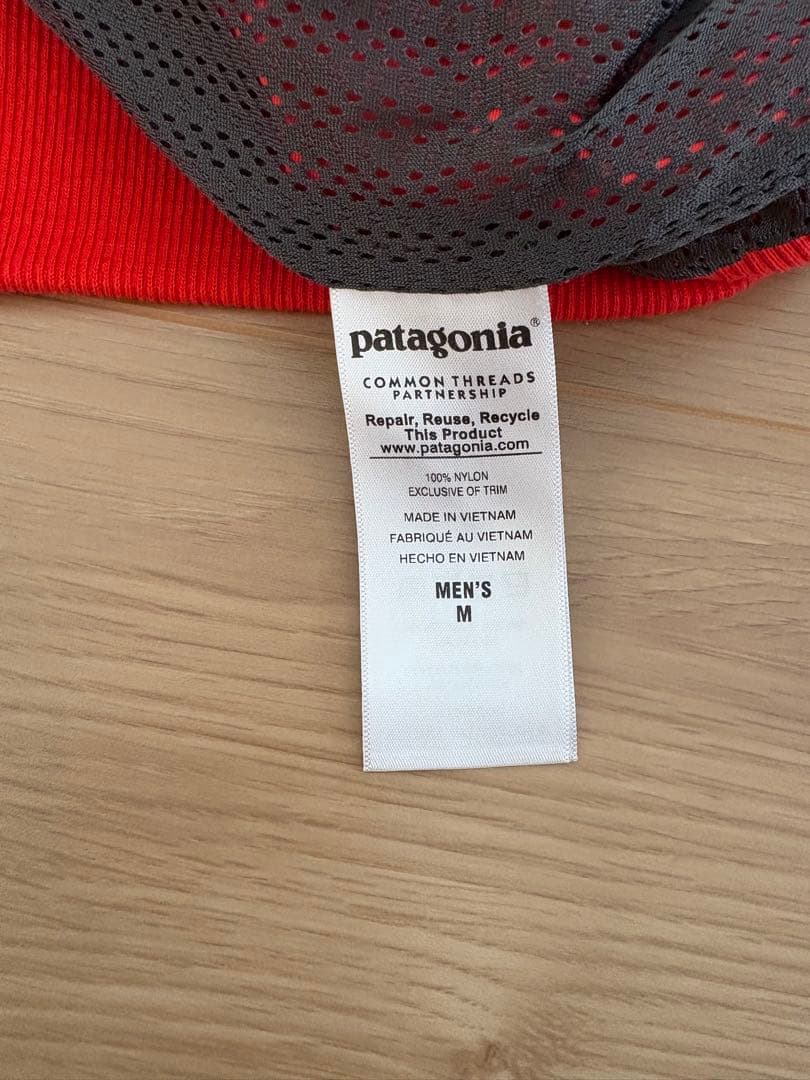 patagonia®
COMMON THREADS
PARTNERSHIP
Repair, Reuse, Recycle
This Product
www.patagonia.com
100% NYLON
EXCLUSIVE OF TRIM
MADE IN VIETNAM
FABRIQUÉ AU VIETNAM
HECHO EN VIETNAM
MEN'S
M